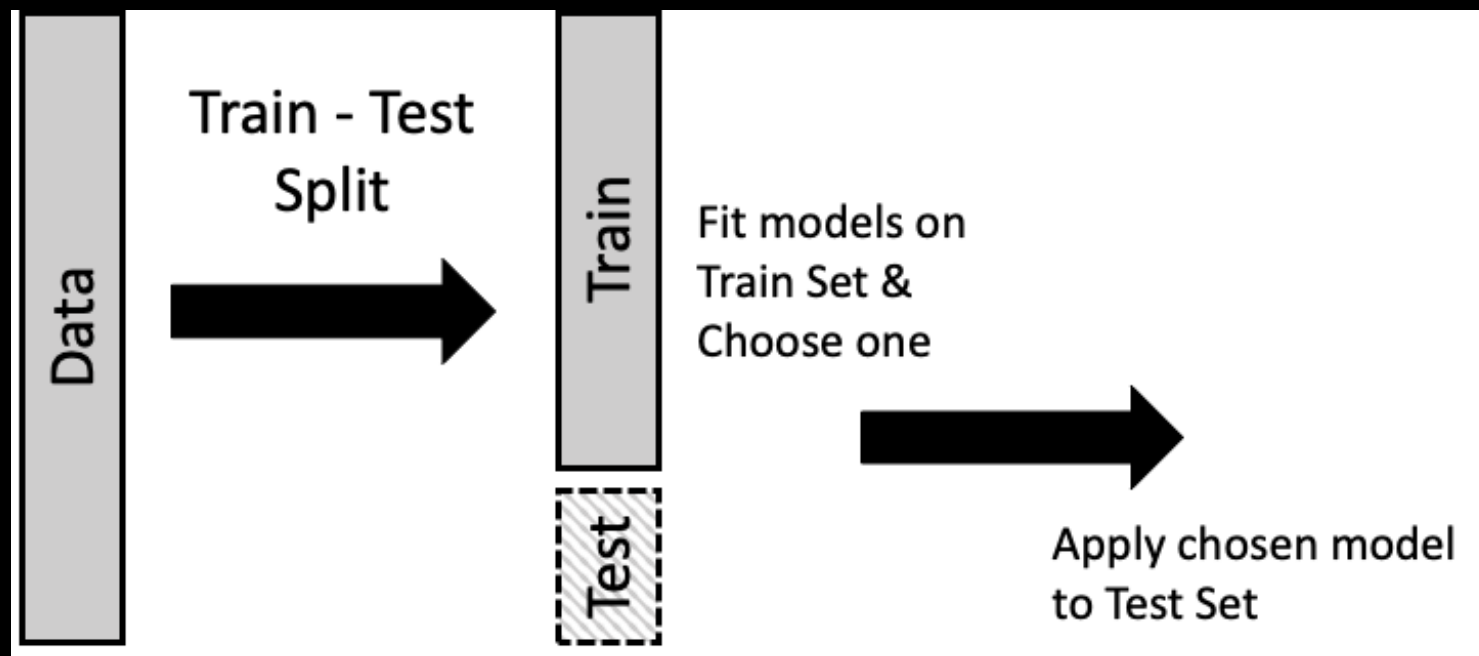 Data
Train - Test
Split
Train
Test
Fit models on
Train Set &
Choose one
Apply chosen model
to Test Set